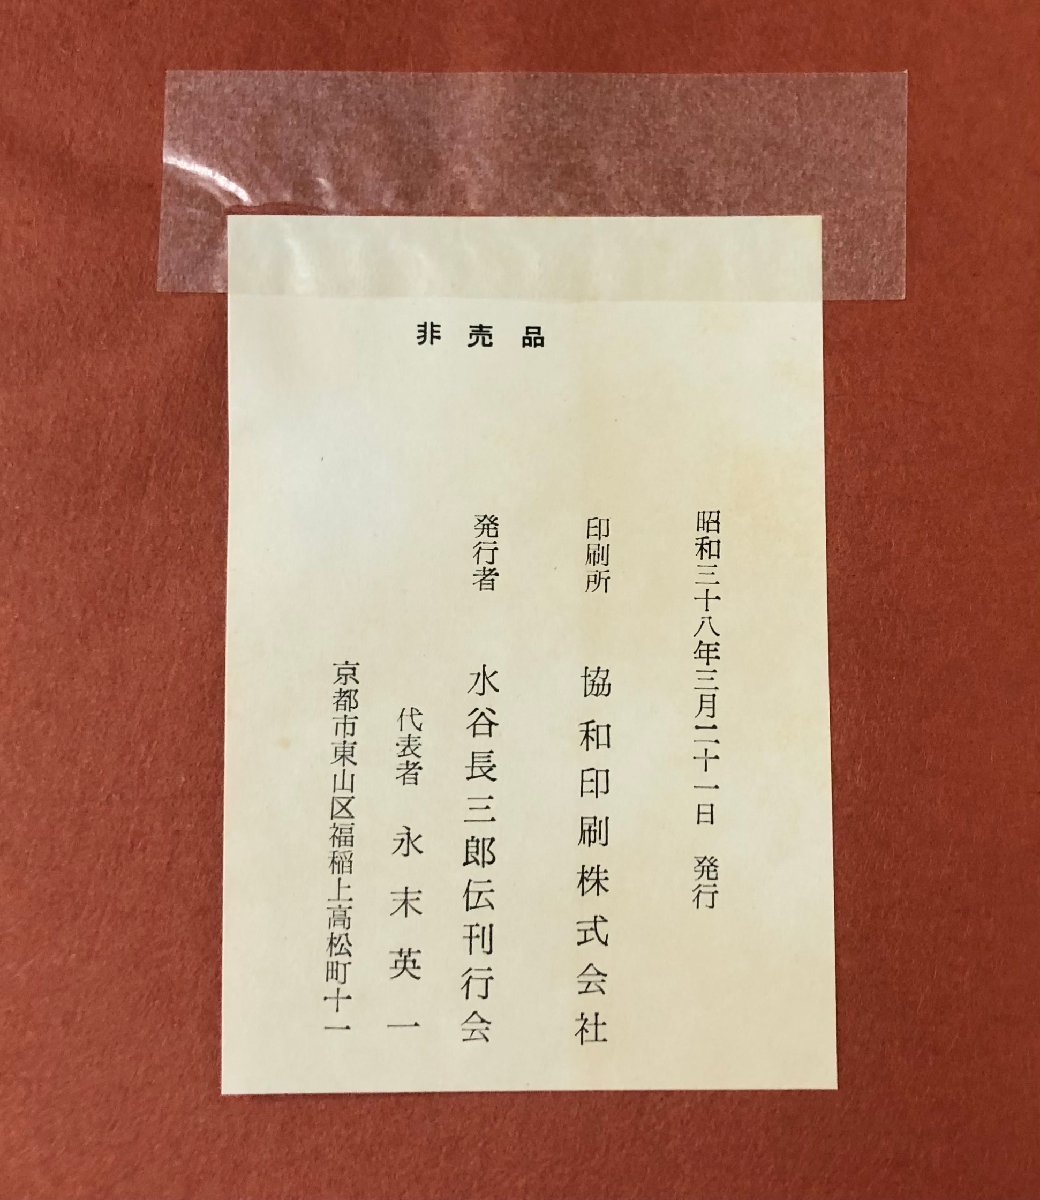 非売品
昭和三十八年三月二十一日　発行
印刷所　協和印刷株式会社
発行者　水谷長三郎伝刊行会
代表者　永末英一
京都市東山区福稲上高松町十一